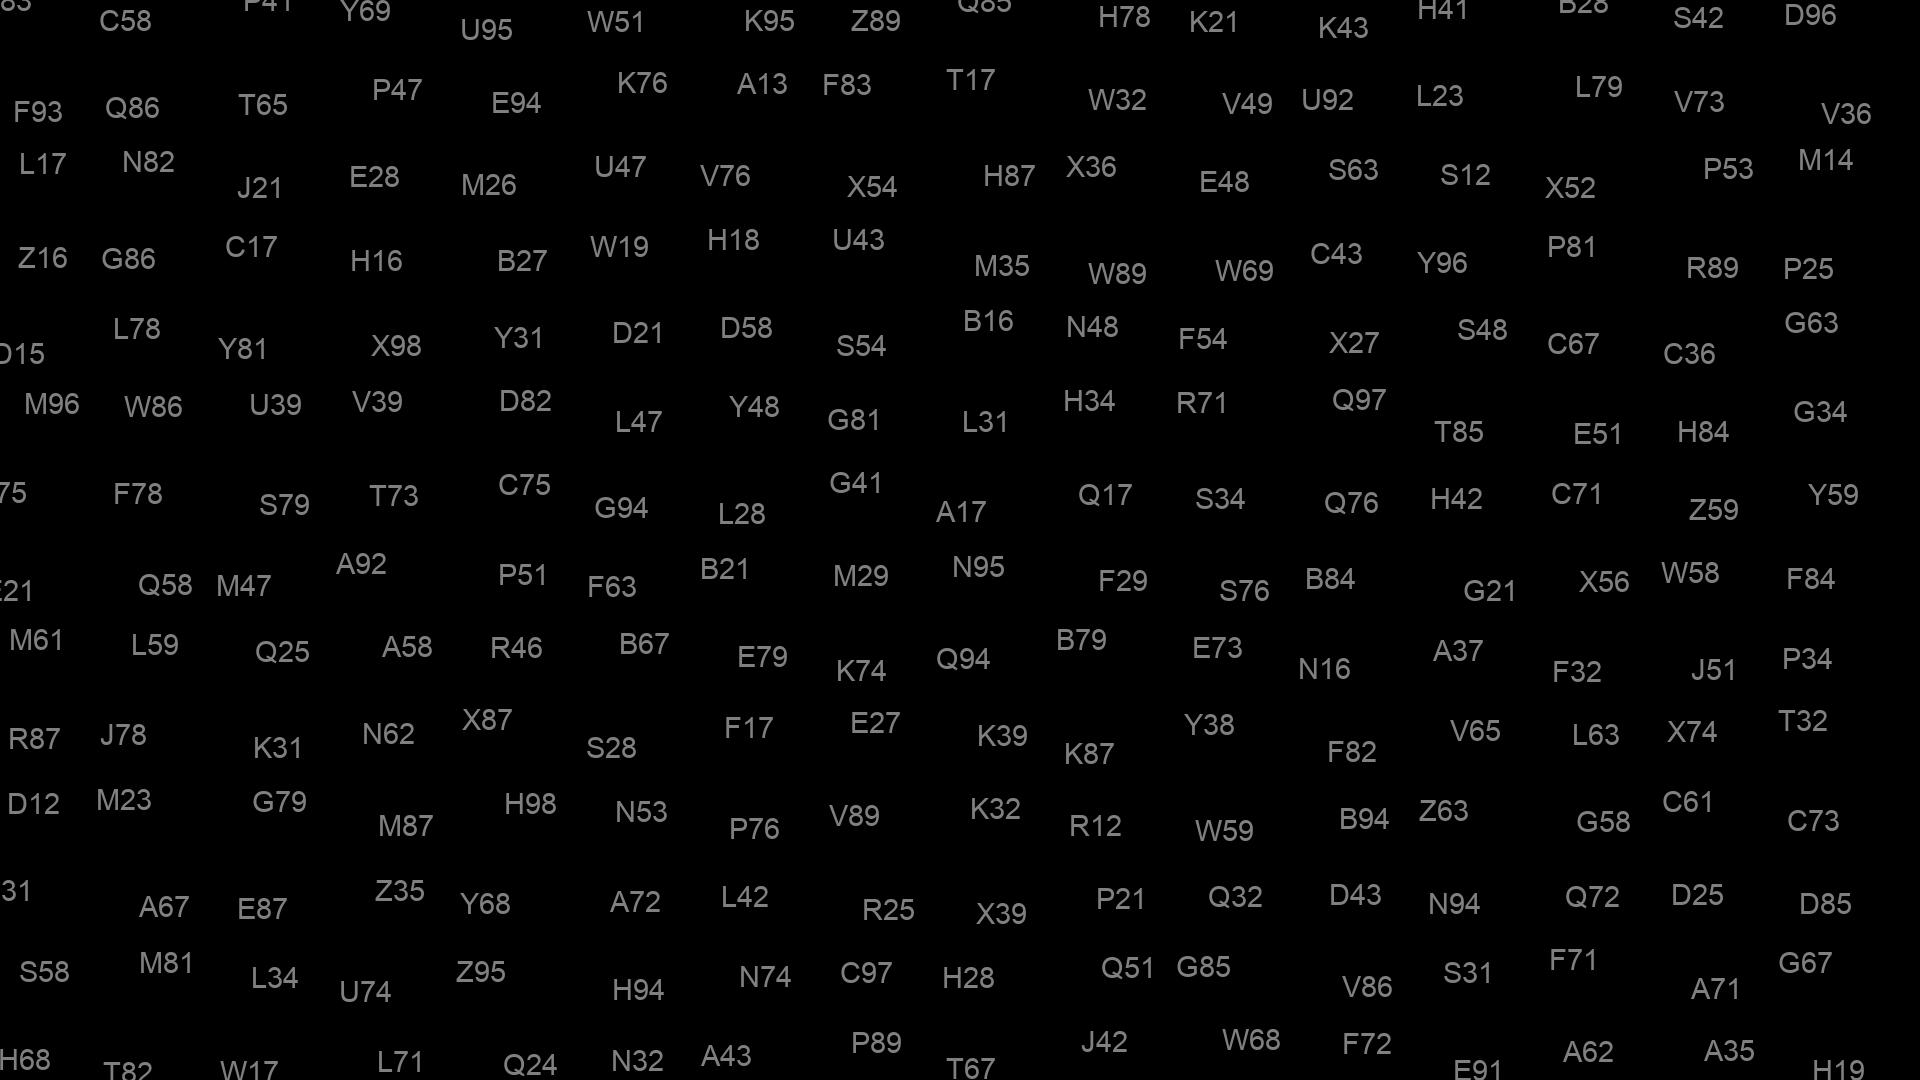 C58 P41 Y69 U95 W51 K95 Z89 Q85 H78 K21 K43 H41 B28 S42 D96
F93 Q86 T65 P47 E94 K76 A13 F83 T17 W32 V49 U92 L23 L79 V73 V36
L17 N82 J21 E28 M26 U47 V76 X54 H87 X36 E48 S63 S12 X52 P53 M14
Z16 G86 C17 H16 B27 W19 H18 U43 M35 W89 W69 C43 Y96 P81 R89 P25
D15 L78 Y81 X98 Y31 D21 D58 S54 B16 N48 F54 X27 S48 C67 C36 G63
M96 W86 U39 V39 D82 L47 Y48 G81 L31 H34 R71 Q97 T85 E51 H84 G34
75 F78 S79 T73 C75 G94 L28 G41 A17 Q17 S34 Q76 H42 C71 Z59 Y59
E21 Q58 M47 A92 P51 F63 B21 M29 N95 F29 S76 B84 G21 X56 W58 F84
M61 L59 Q25 A58 R46 B67 E79 K74 Q94 B79 E73 N16 A37 F32 J51 P34
R87 J78 K31 N62 X87 S28 F17 E27 K39 K87 Y38 F82 V65 L63 X74 T32
D12 M23 G79 M87 H98 N53 P76 V89 K32 R12 W59 B94 Z63 G58 C61 C73
31 A67 E87 Z35 Y68 A72 L42 R25 X39 P21 Q32 D43 N94 Q72 D25 D85
S58 M81 L34 U74 Z95 H94 N74 C97 H28 Q51 G85 V86 S31 F71 A71 G67
H68 T82 W17 L71 Q24 N32 A43 P89 T67 J42 W68 F72 E91 A62 A35 H19